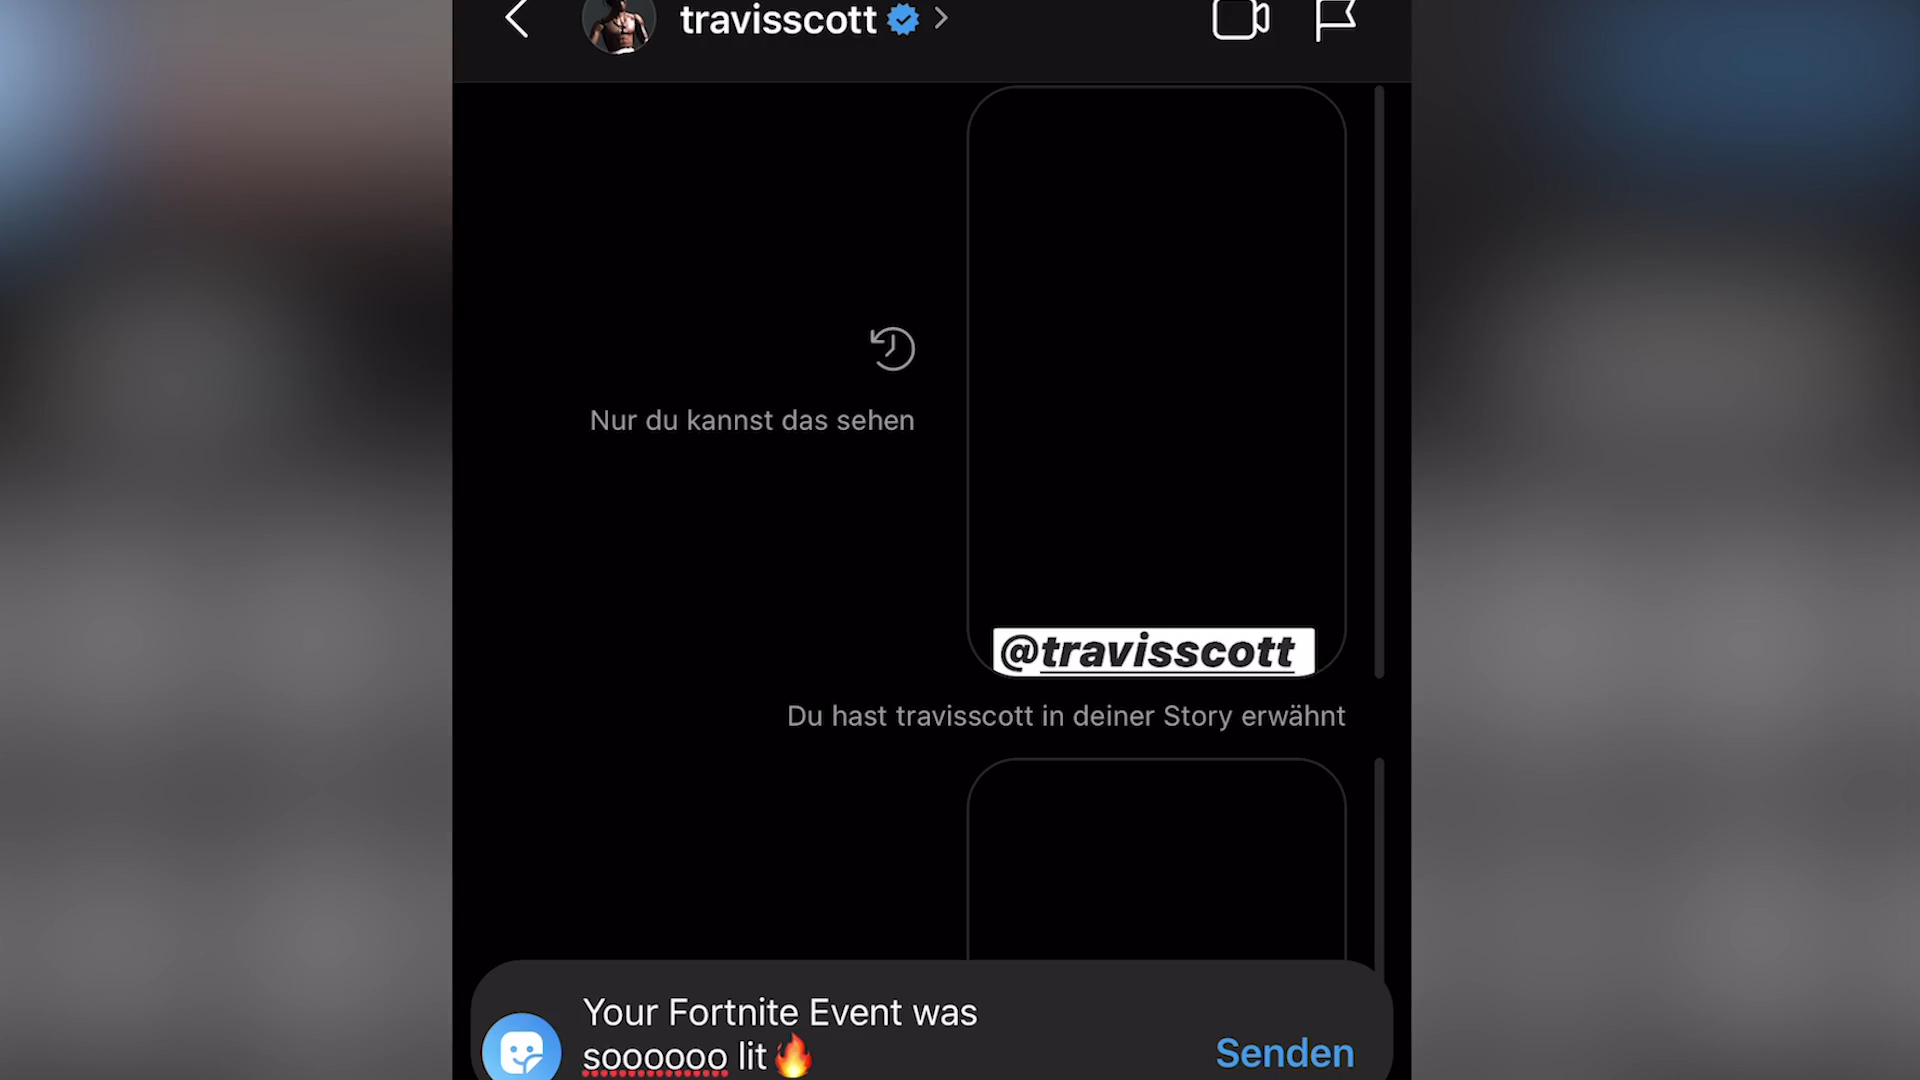 travisscott
Nur du kannst das sehen
@travisscott
Du hast travisscott in deiner Story erwähnt
Your Fortnite Event was
soooooo lit🔥
Senden